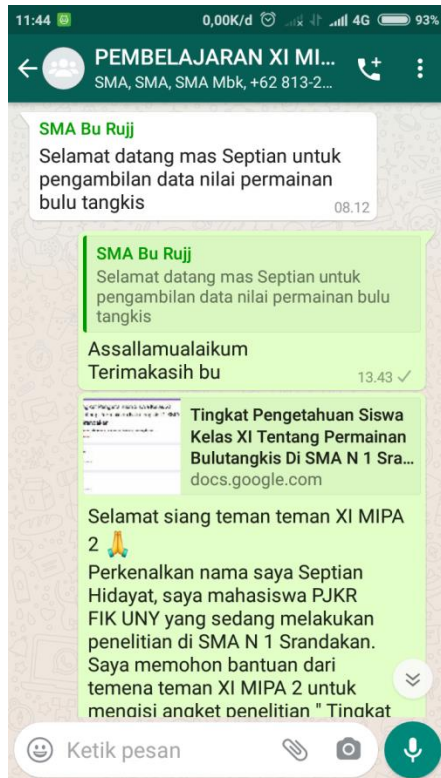 11:44 0,00K/d 4G 93%
PEMBELAJARAN XI MI...
SMA, SMA, SMA Mbk, +62 813-2...
SMA Bu Rujj
Selamat datang mas Septian untuk
pengambilan data nilai permainan
bulu tangkis
08.12
SMA Bu Rujj
Selamat datang mas Septian untuk
pengambilan data nilai permainan bulu
tangkis
Assallamualaikum
Terimakasih bu
13.43
Tingkat Pengetahuan Siswa
Kelas XI Tentang Permainan
Bulutangkis Di SMA N 1 Sra...
docs.google.com
Selamat siang teman teman XI MIPA
2 🙏
Perkenalkan nama saya Septian
Hidayat, saya mahasiswa PJKR
FIK UNY yang sedang melakukan
penelitian di SMA N 1 Srandakan.
Saya memohon bantuan dari
temena teman XI MIPA 2 untuk
mengisi angket penelitian " Tingkat
Ketik pesan